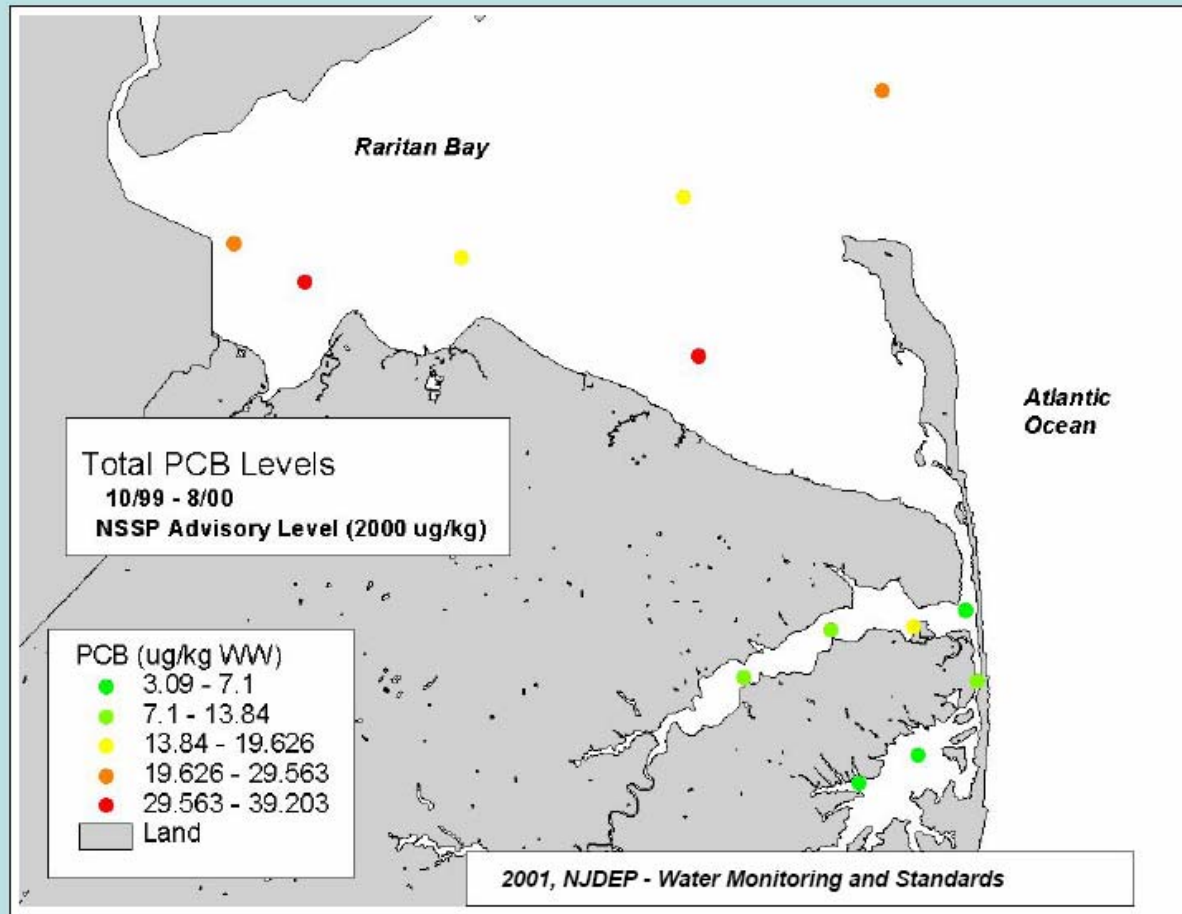 Raritan Bay
Atlantic
Ocean
Total PCB Levels
10/99 - 8/00
NSSP Advisory Level (2000 ug/kg)
PCB (ug/kg WW)
3.09 - 7.1
7.1 - 13.84
13.84 - 19.626
19.626 - 29.563
29.563 - 39.203
Land
2001, NJDEP - Water Monitoring and Standards